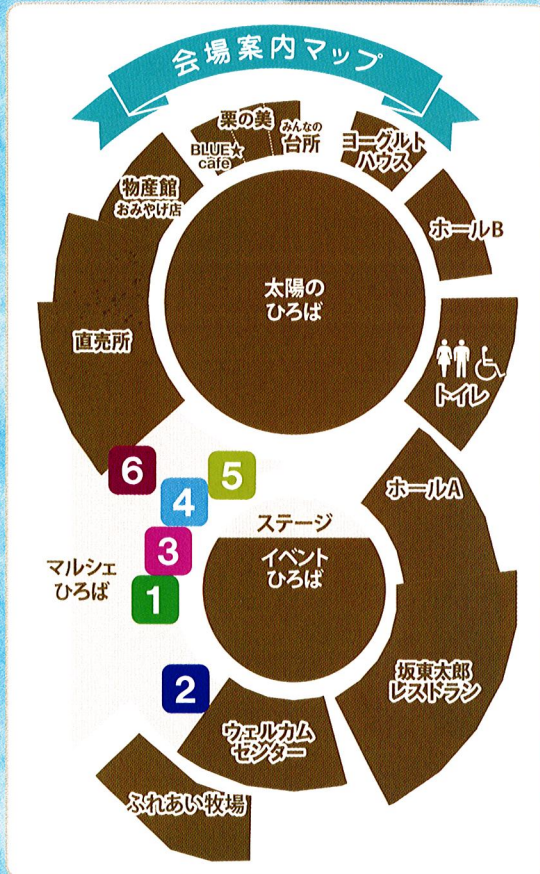 会場案内マップ
栗の美
みんなの
台所
BLUE★
cafe
ヨーグルト
ハウス
物産館
おみやげ店
ホールB
太陽の
ひろば
直売所
トイレ
6
5
4
ホールA
ステージ
3
イベント
ひろば
マルシェ
ひろば
1
2
坂東太郎
レストラン
ウェルカム
センター
ふれあい牧場